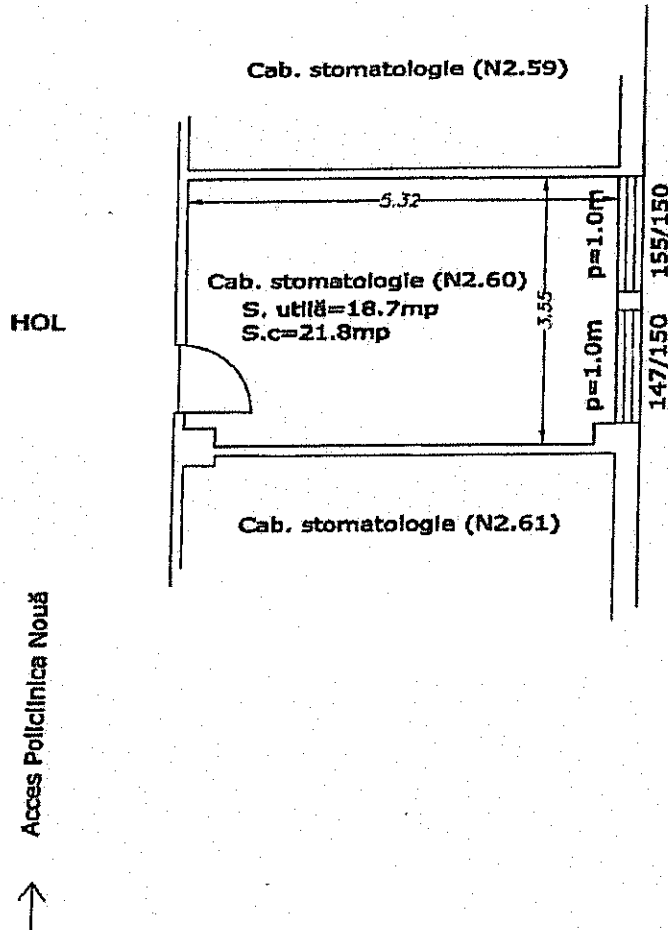 Cab. stomatologie (N2.59)
5.32
p=1.0m
155/150
Cab. stomatologie (N2.60)
S. utilă=18.7mp
S.c=21.8mp
3.55
HOL
p=1.0m
147/150
Cab. stomatologie (N2.61)
Acces Policlinica Nouă